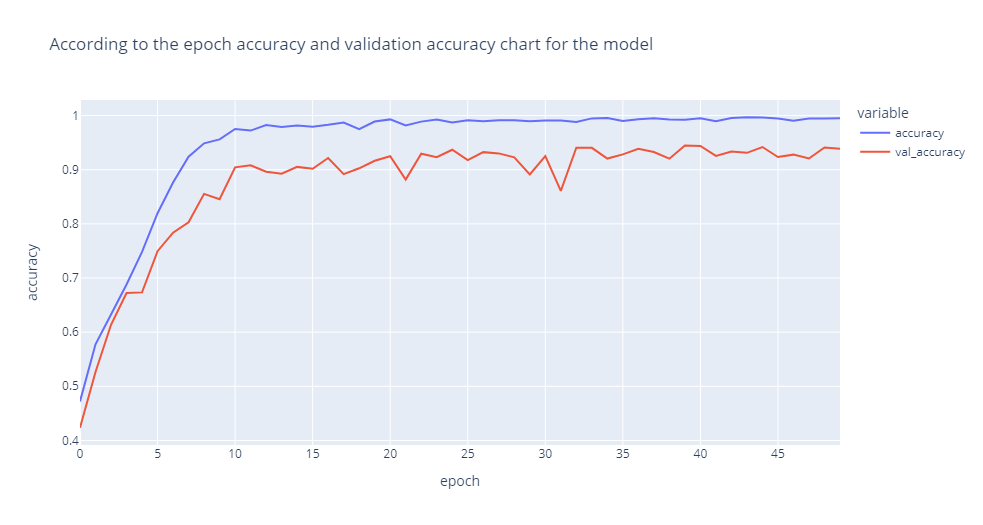 According to the epoch accuracy and validation accuracy chart for the model
variable
accuracy
val_accuracy
accuracy
1
0.9
0.8
0.7
0.6
0.5
0.4
0 5 10 15 20 25 30 35 40 45
epoch